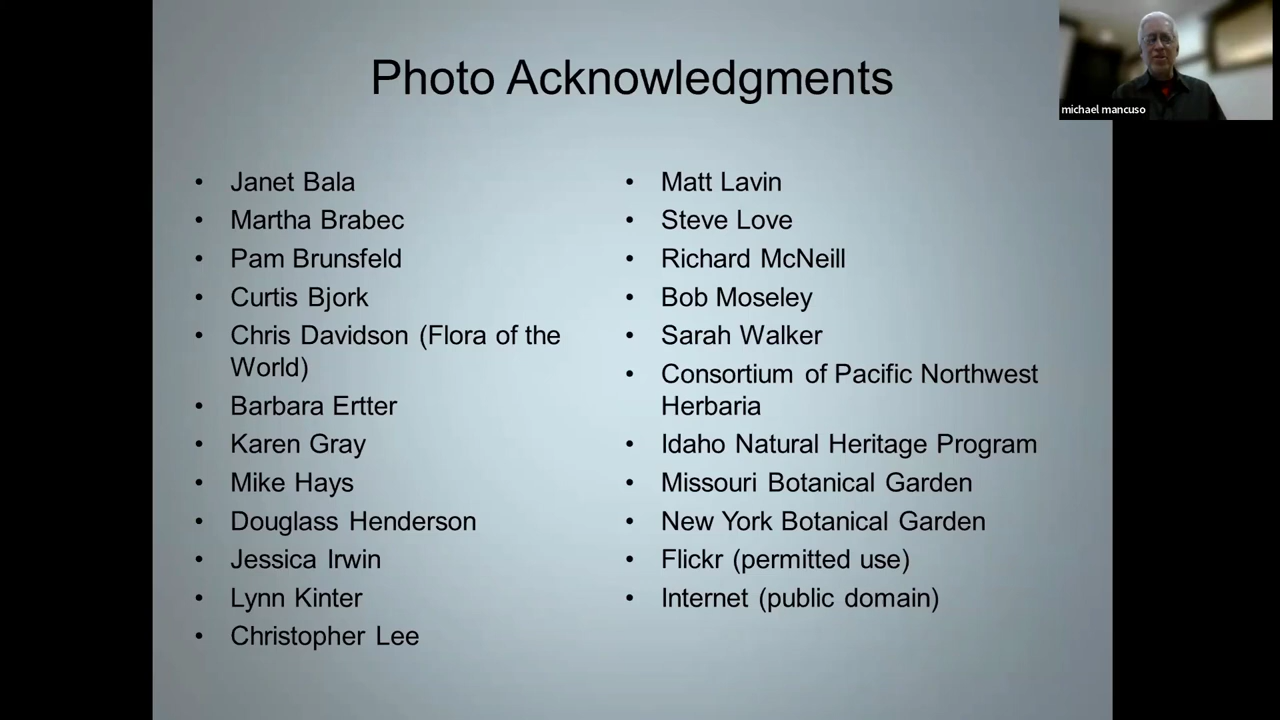 Photo Acknowledgments
michael mancuso
• Janet Bala
• Martha Brabec
• Pam Brunsfeld
• Curtis Bjork
• Chris Davidson (Flora of the
World)
• Barbara Ertter
• Karen Gray
• Mike Hays
• Douglass Henderson
• Jessica Irwin
• Lynn Kinter
• Christopher Lee
• Matt Lavin
• Steve Love
• Richard McNeill
• Bob Moseley
• Sarah Walker
• Consortium of Pacific Northwest
Herbaria
• Idaho Natural Heritage Program
• Missouri Botanical Garden
• New York Botanical Garden
• Flickr (permitted use)
• Internet (public domain)